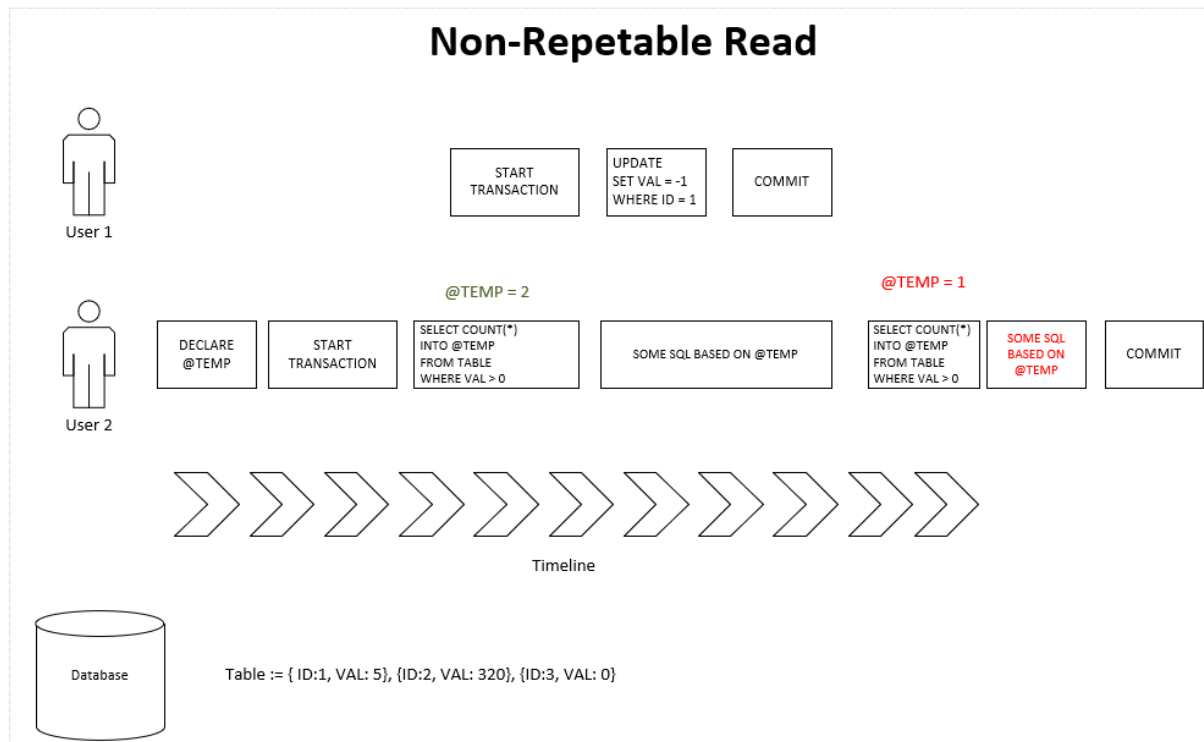 Non-Repetable Read
START
TRANSACTION
UPDATE
SET VAL = -1
WHERE ID = 1
COMMIT
User 1
@TEMP = 2
@TEMP = 1
DECLARE
@TEMP
START
TRANSACTION
SELECT COUNT(*)
INTO @TEMP
FROM TABLE
WHERE VAL > 0
SOME SQL BASED ON @TEMP
SELECT COUNT(*)
INTO @TEMP
FROM TABLE
WHERE VAL > 0
SOME SQL
BASED ON
@TEMP
COMMIT
User 2
Timeline
Database
Table := { ID:1, VAL: 5}, {ID:2, VAL: 320}, {ID:3, VAL: 0}